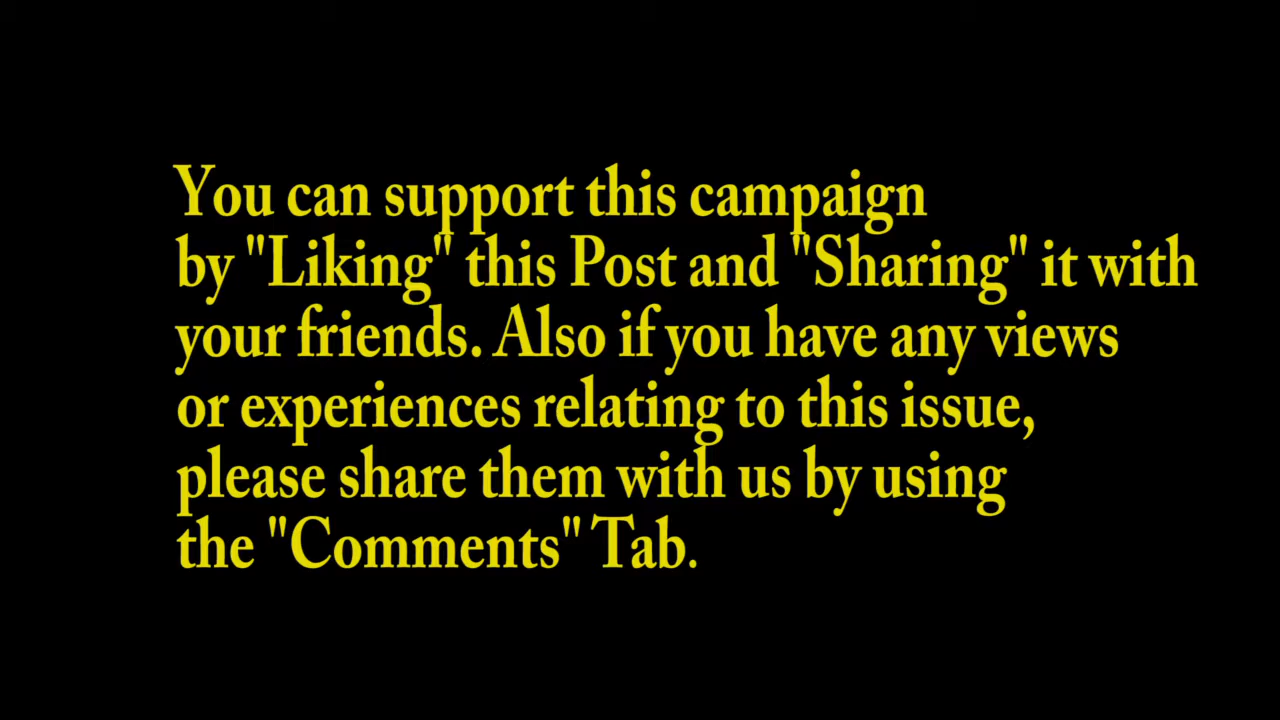 You can support this campaign
by "Liking" this Post and "Sharing" it with
your friends. Also if you have any views
or experiences relating to this issue,
please share them with us by using
the "Comments" Tab.